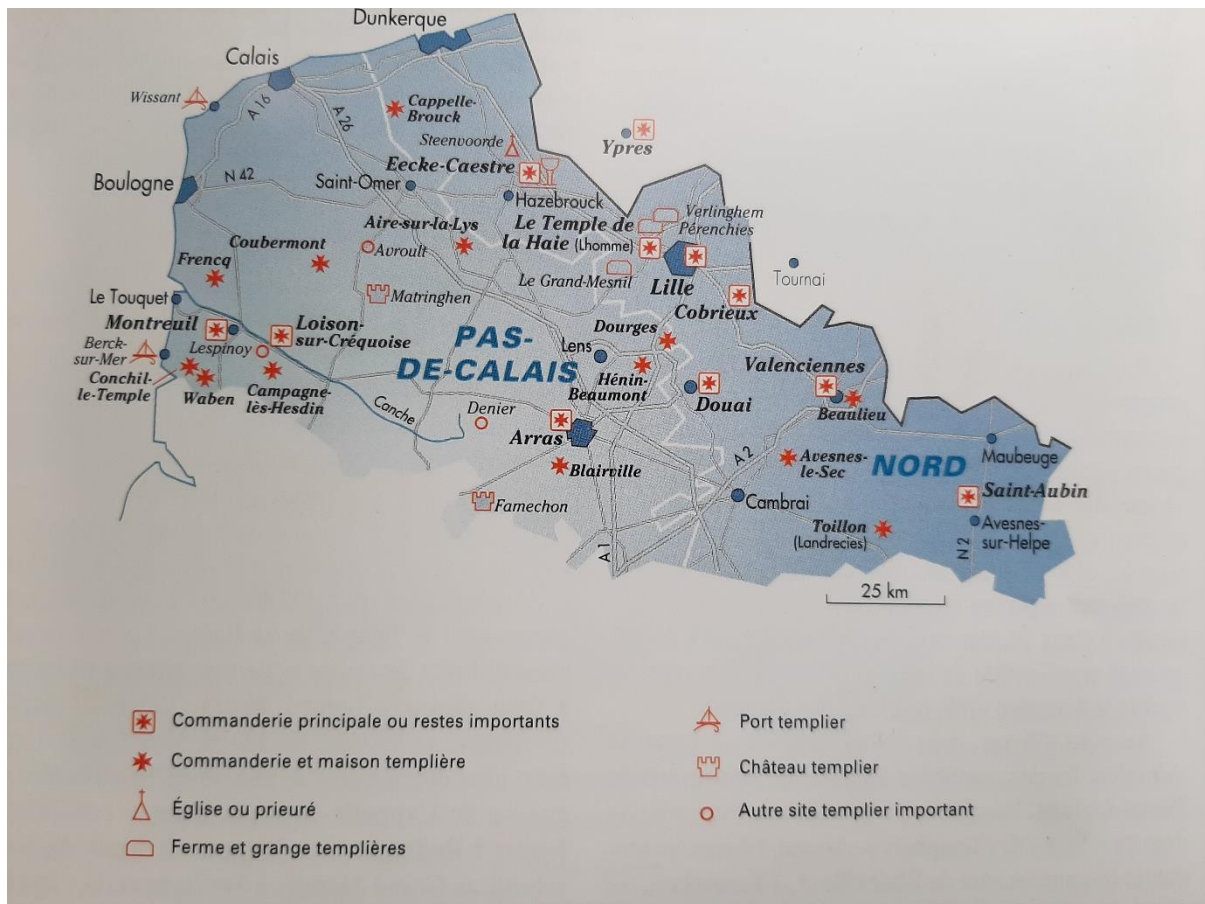 Dunkerque
Calais
Wissant
A 16
A 26
Cappelle-
Brouck
Steenvoorde
Ypres
Eecke-Caestre
Boulogne
N 42
Saint-Omer
Hazebrouck
Verlinghem
Pérenchies
Aire-sur-la-Lys
Le Temple de
la Haie (Lhomme)
Coubermont
Avroult
Frencq
Le Grand-Mesnil
Lille
Tournai
Le Touquet
Matringhen
Cobrieux
Montreuil
Loison-
sur-Créquoise
PAS-
DE-CALAIS
Dourges
Berck-
sur-Mer
Lespinoy
Lens
Valenciennes
Conchil-
le-Temple
Waben
Campagne-
lès-Hesdin
Hénin-
Beaumont
Douai
Beaulieu
Canche
Denier
Arras
Blairville
A 2
Avesnes-
le-Sec
NORD
Maubeuge
Famechon
Cambrai
Saint-Aubin
Toillon
(Landrecies)
Avesnes-
sur-Helpe
A 1
N 2
25 km
Commanderie principale ou restes importants
Commanderie et maison templière
Église ou prieuré
Ferme et grange templières
Port templier
Château templier
Autre site templier important